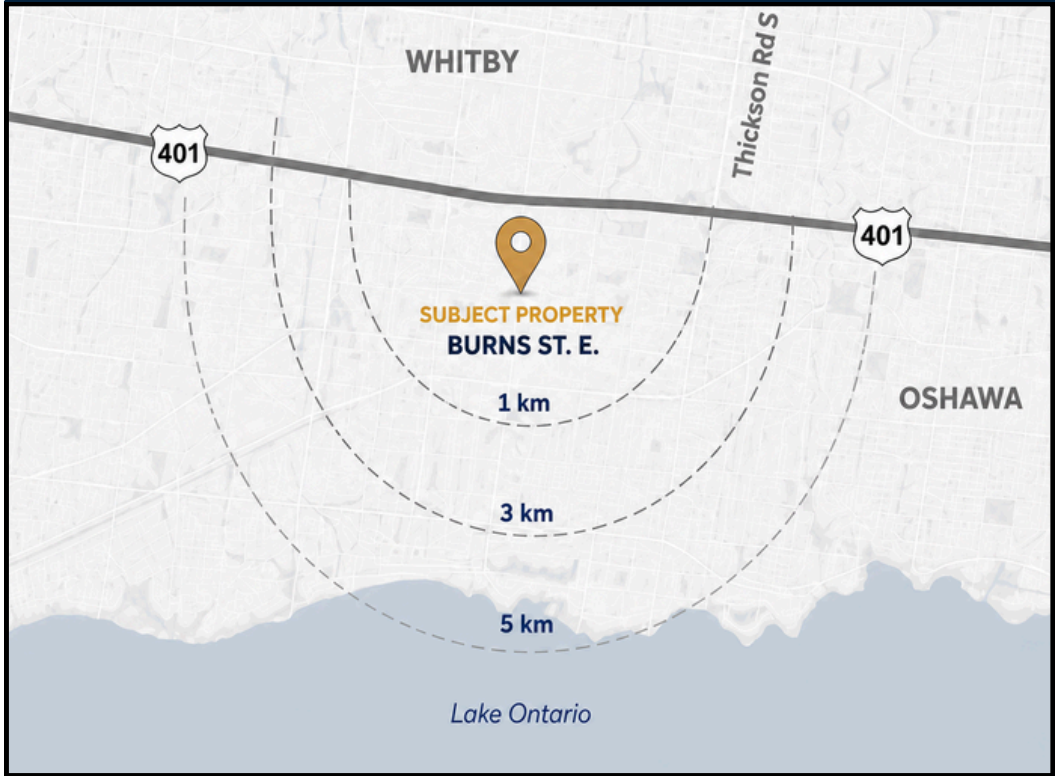 WHITBY
Thickson Rd S
401
401
SUBJECT PROPERTY
BURNS ST. E.
1 km
OSHAWA
3 km
5 km
Lake Ontario